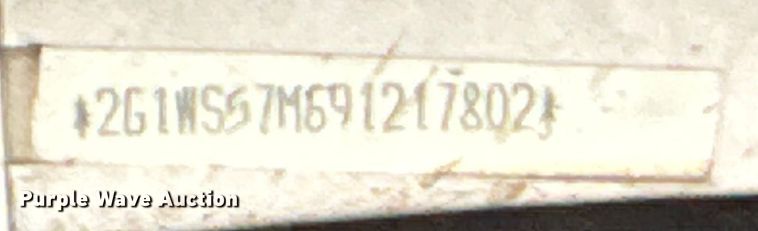 *2G1WS57M691217802*
Purple Wave Auction